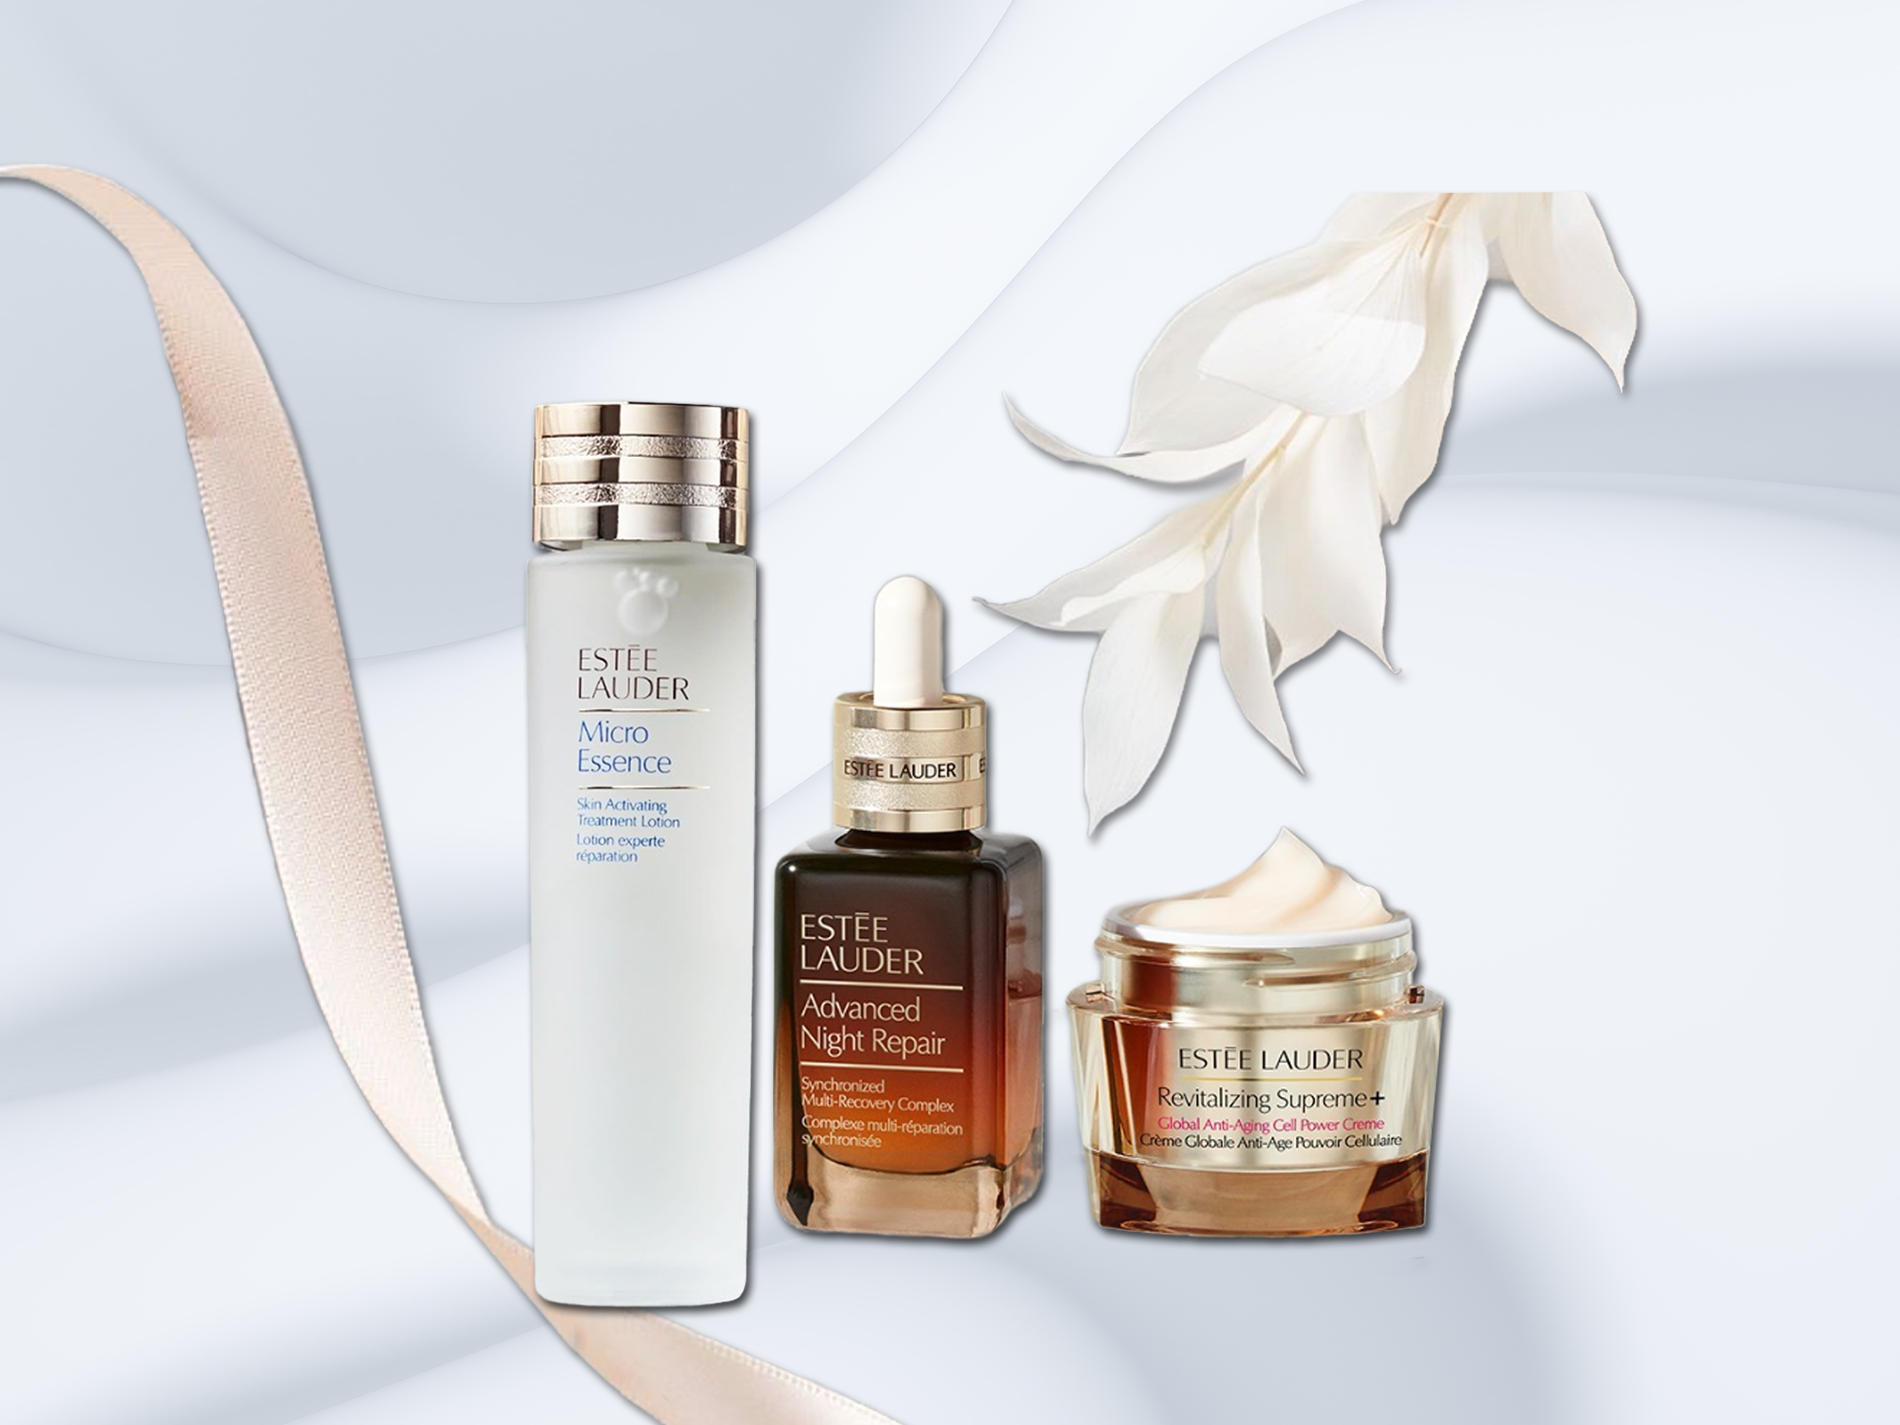 ESTĒE
LAUDER
Micro
Essence
Skin Activating
Treatment Lotion
Lotion experte
réparation
ESTĒE LAUDER
ESTĒE
LAUDER
Advanced
Night Repair
Synchronized
Multi-Recovery Complex
Complexe multi-réparation
synchronisée
ESTĒE LAUDER
Revitalizing Supreme+
Global Anti-Aging Cell Power Creme
Crème Globale Anti-Age Pouvoir Cellulaire